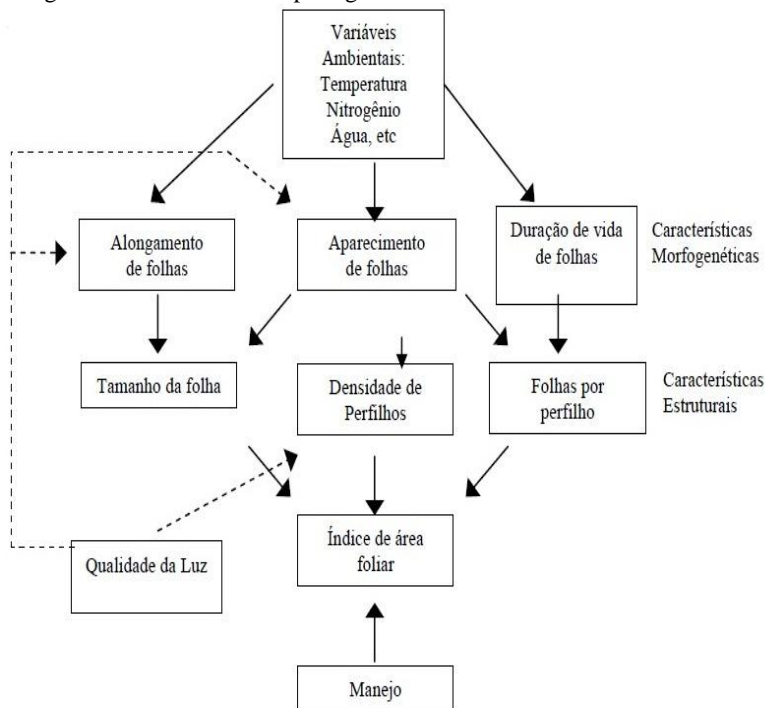 Variáveis
Ambientais:
Temperatura
Nitrogênio
Água, etc
Alongamento
de folhas
Aparecimento
de folhas
Duração de vida
de folhas
Características
Morfogenéticas
Tamanho da folha
Densidade de
Perfilhos
Folhas por
perfilho
Características
Estruturais
Qualidade da Luz
Índice de área
foliar
Manejo